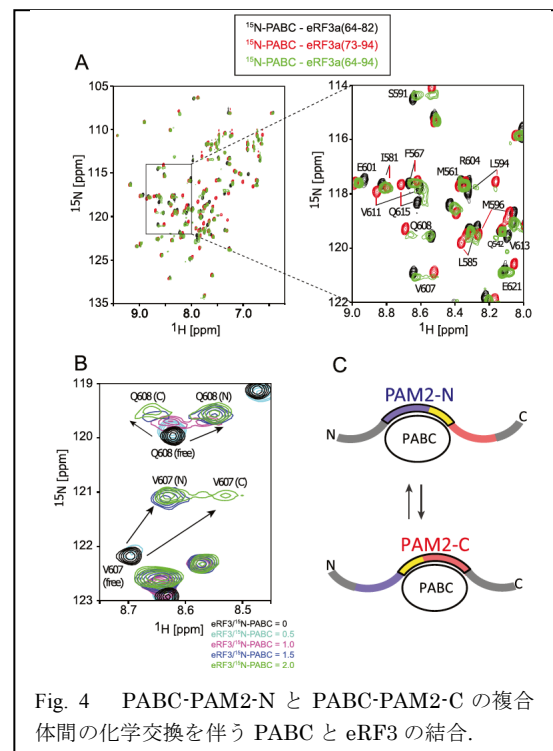 ¹⁵N-PABC - eRF3a(64-82)
¹⁵N-PABC - eRF3a(73-94)
¹⁵N-PABC - eRF3a(64-94)
A
105
110
115
120
125
135
¹⁵N [ppm]
9.0 8.0 7.0
¹H [ppm]
114
116
118
120
122
¹⁵N [ppm]
9.0 8.8 8.6 8.4 8.2 8.0
¹H [ppm]
S591
E601
I581
F567
M561
R604
L594
V611
Q615
Q608
M596
L585
Q542
V613
V607
E621
B
119
120
121
122
123
¹⁵N [ppm]
Q608 (C)
Q608 (N)
Q608 (free)
V607 (N)
V607 (C)
V607
(free)
8.7 8.6 8.5
¹H [ppm]
eRF3/¹⁵N-PABC = 0
eRF3/¹⁵N-PABC = 0.5
eRF3/¹⁵N-PABC = 1.0
eRF3/¹⁵N-PABC = 1.5
eRF3/¹⁵N-PABC = 2.0
C
PAM2-N
N
PABC
C
PAM2-C
N
PABC
C
Fig. 4 PABC-PAM2-N と PABC-PAM2-C の複合
体間の化学交換を伴う PABC と eRF3 の結合.